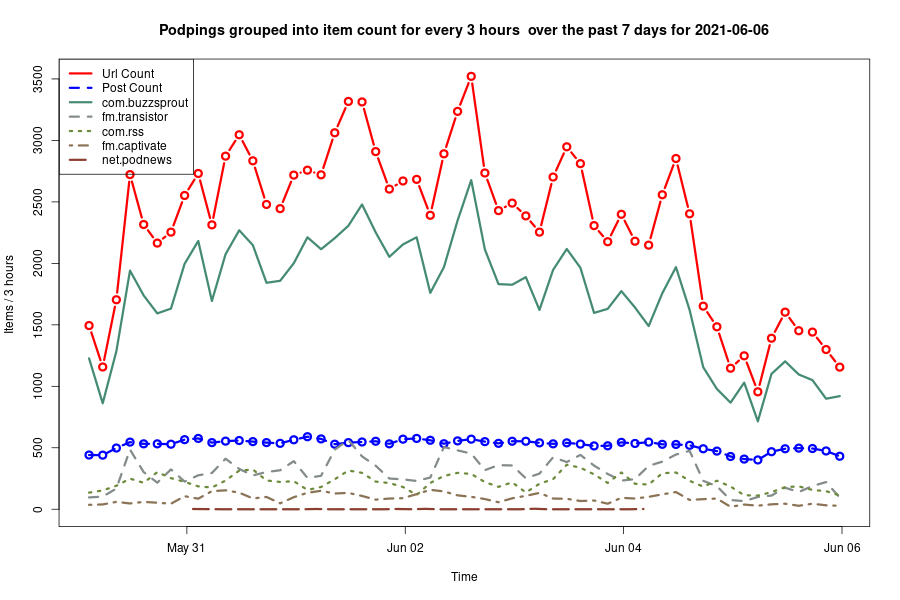 Podpings grouped into item count for every 3 hours  over the past 7 days for 2021-06-06
Items / 3 hours
3500
3000
2500
2000
1500
1000
500
0
Url Count
Post Count
com.buzzsprout
fm.transistor
com.rss
fm.captivate
net.podnews
May 31
Jun 02
Jun 04
Jun 06
Time